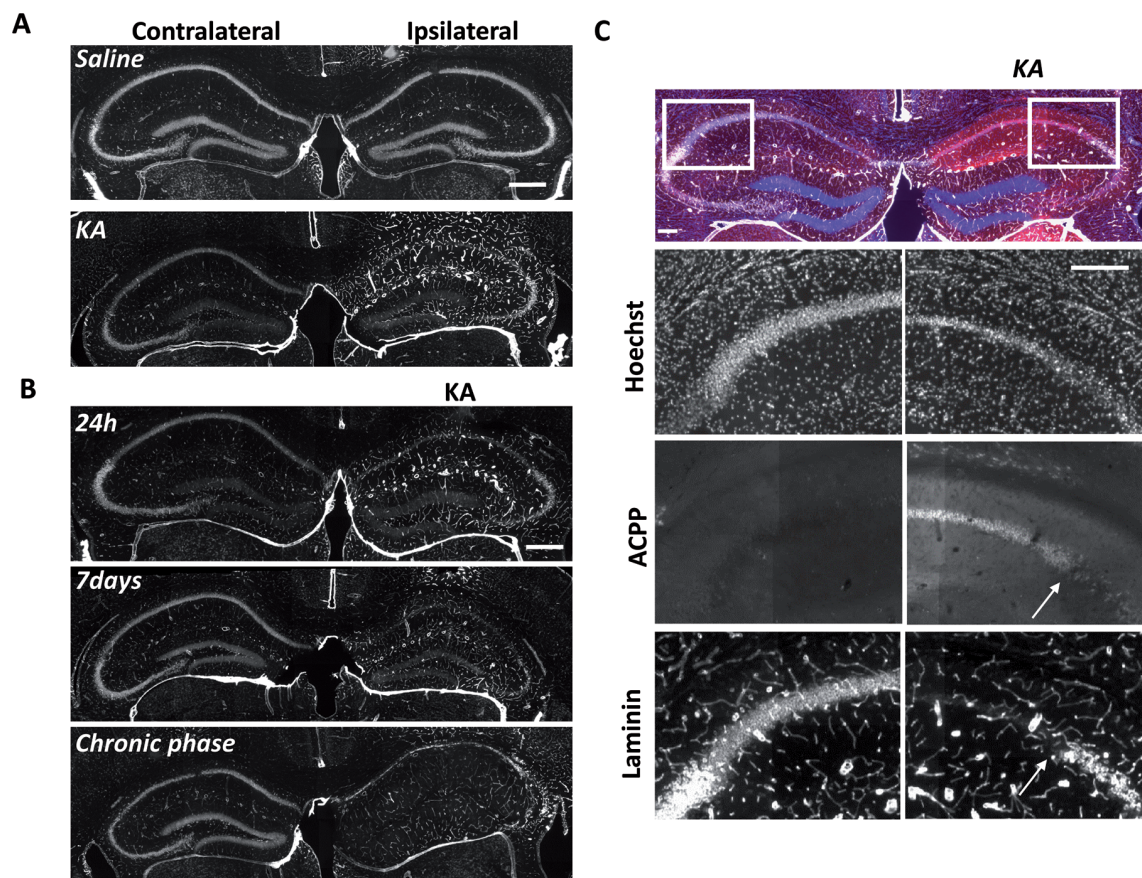 A
Contralateral Ipsilateral
Saline
KA
B
KA
24h
7days
Chronic phase
C
KA
Hoechst
ACPP
Laminin